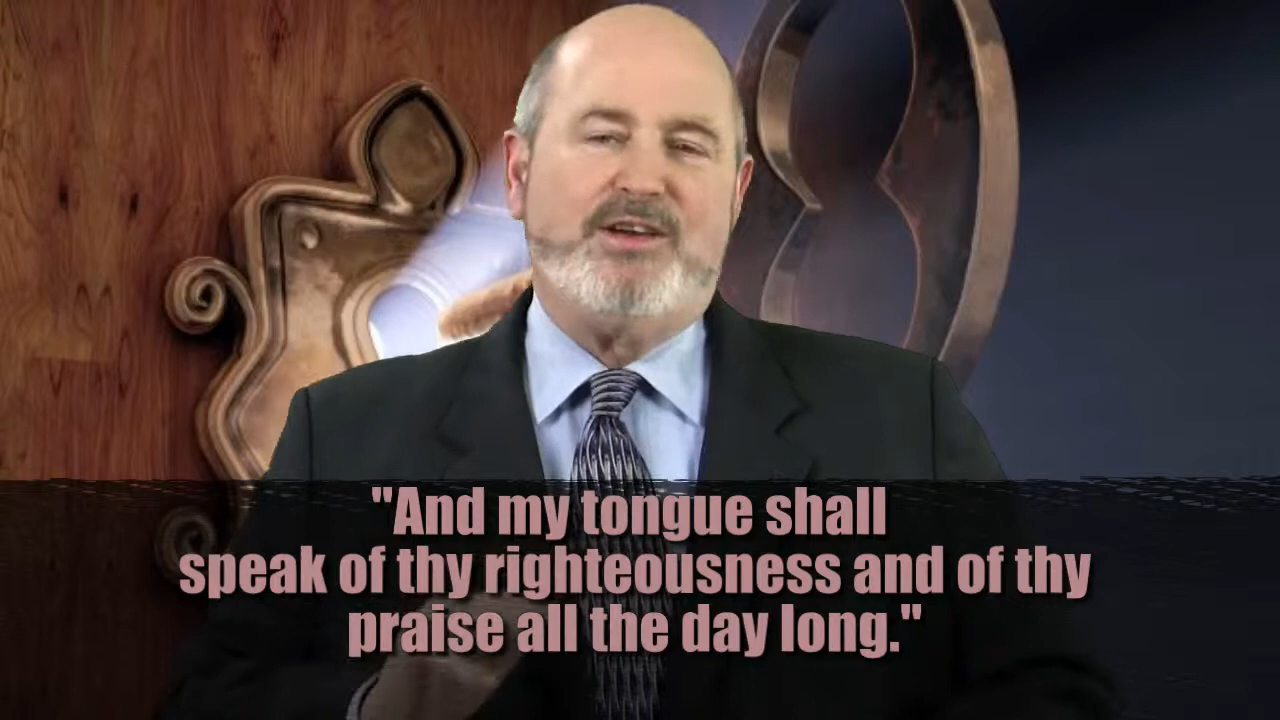 "And my tongue shall
speak of thy righteousness and of thy
praise all the day long."